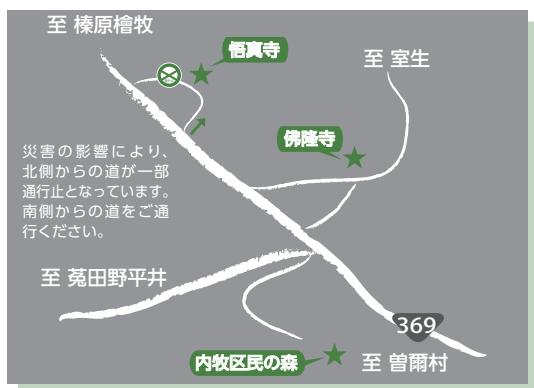 至 榛原檜牧
悟真寺
至 室生
佛隆寺
災害の影響により、
北側からの道が一部
通行止となっています。
南側からの道をご通
行ください。
至 菟田野平井
369
内牧区民の森
至 曽爾村